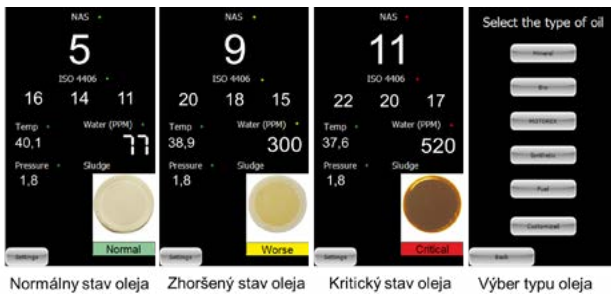 NAS
5
ISO 4406
16 14 11
Temp Water (PPM)
40,1 77
Pressure Sludge
1,8
Normal
Settings
Normálny stav oleja
NAS
9
ISO 4406
20 18 15
Temp Water (PPM)
38,9 300
Pressure Sludge
1,8
Worse
Settings
Zhoršený stav oleja
NAS
11
ISO 4406
22 20 17
Temp Water (PPM)
37,6 520
Pressure Sludge
1,8
Critical
Settings
Kritický stav oleja
Select the type of oil
Mineral
Bio
MOTOREX
Synthetic
Fuel
Customized
Back
Výber typu oleja